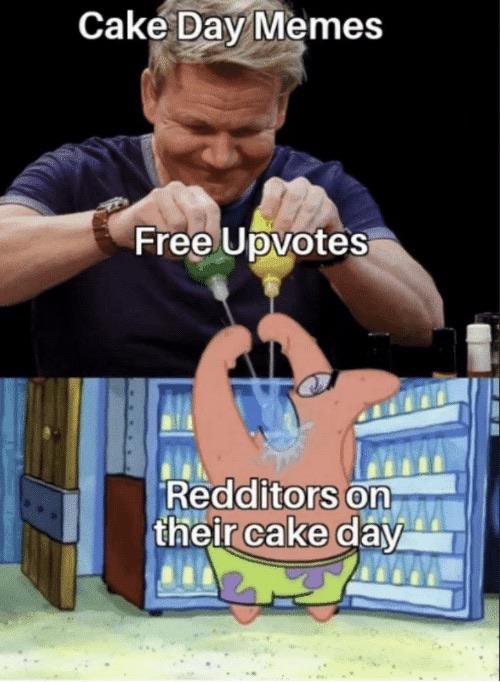 Cake Day Memes
Free Upvotes
Redditors on
their cake day